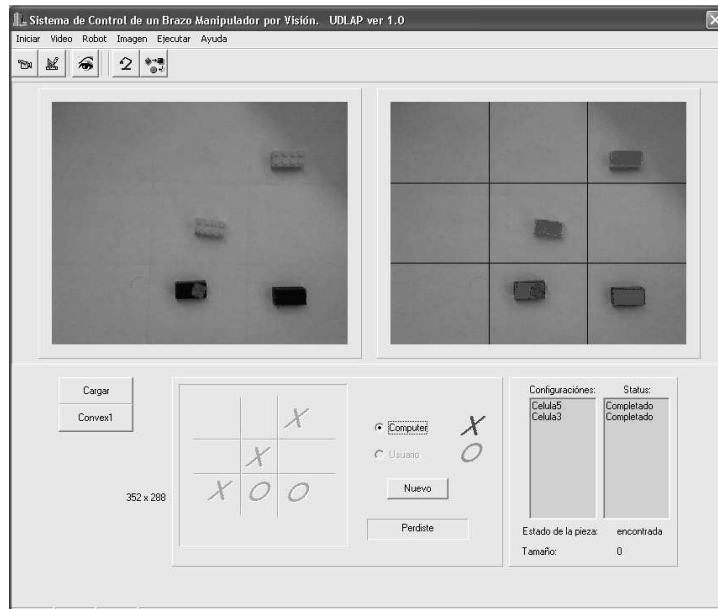 Sistema de Control de un Brazo Manipulador por Visión. UDLAP ver 1.0
Iniciar Video Robot Imagen Ejecutar Ayuda
Cargar
Convex1
352 x 288
X
X
X O O
Computer X
Usuario O
Nuevo
Perdiste
Configuraciónes: Status:
Celula5 Completado
Celula3 Completado
Estado de la pieza: encontrada
Tamaño: 0